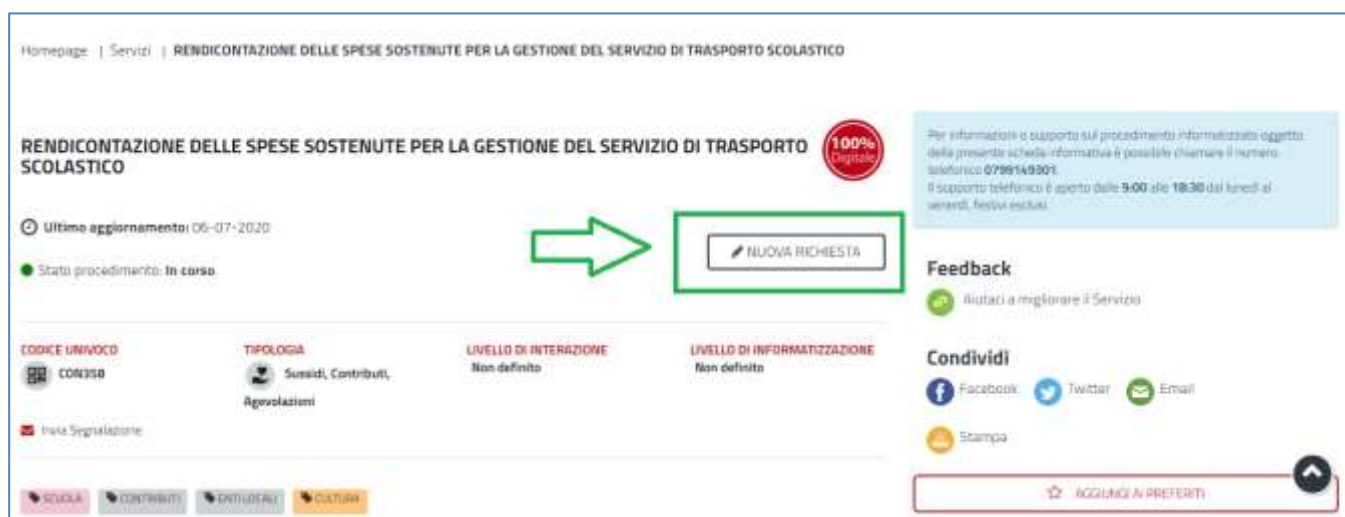 Homepage | Servizi | RENDICONTAZIONE DELLE SPESE SOSTENUTE PER LA GESTIONE DEL SERVIZIO DI TRASPORTO SCOLASTICO
RENDICONTAZIONE DELLE SPESE SOSTENUTE PER LA GESTIONE DEL SERVIZIO DI TRASPORTO
SCOLASTICO
100%
Digitale
Ultimo aggiornamento: 06-07-2020
Stato procedimento: In corso
NUOVA RICHIESTA
CODICE UNIVOCO
CON350
TIPOLOGIA
Sussidi, Contributi,
Agevolazioni
LIVELLO DI INTERAZIONE
Non definito
LIVELLO DI INFORMATIZZAZIONE
Non definito
Invia Segnalazione
SCUOLA
CONTRIBUTI
ENTI LOCALI
CULTURA
Per informazioni o supporto sul procedimento informatizzato oggetto
della presente scheda informativa è possibile chiamare il numero
telefonico 0799149301.
Il supporto telefonico è aperto dalle 9:00 alle 18:30 dal lunedì al
venerdì, festivi esclusi.
Feedback
Aiutaci a migliorare il Servizio
Condividi
Facebook
Twitter
Email
Stampa
AGGIUNGI AI PREFERITI